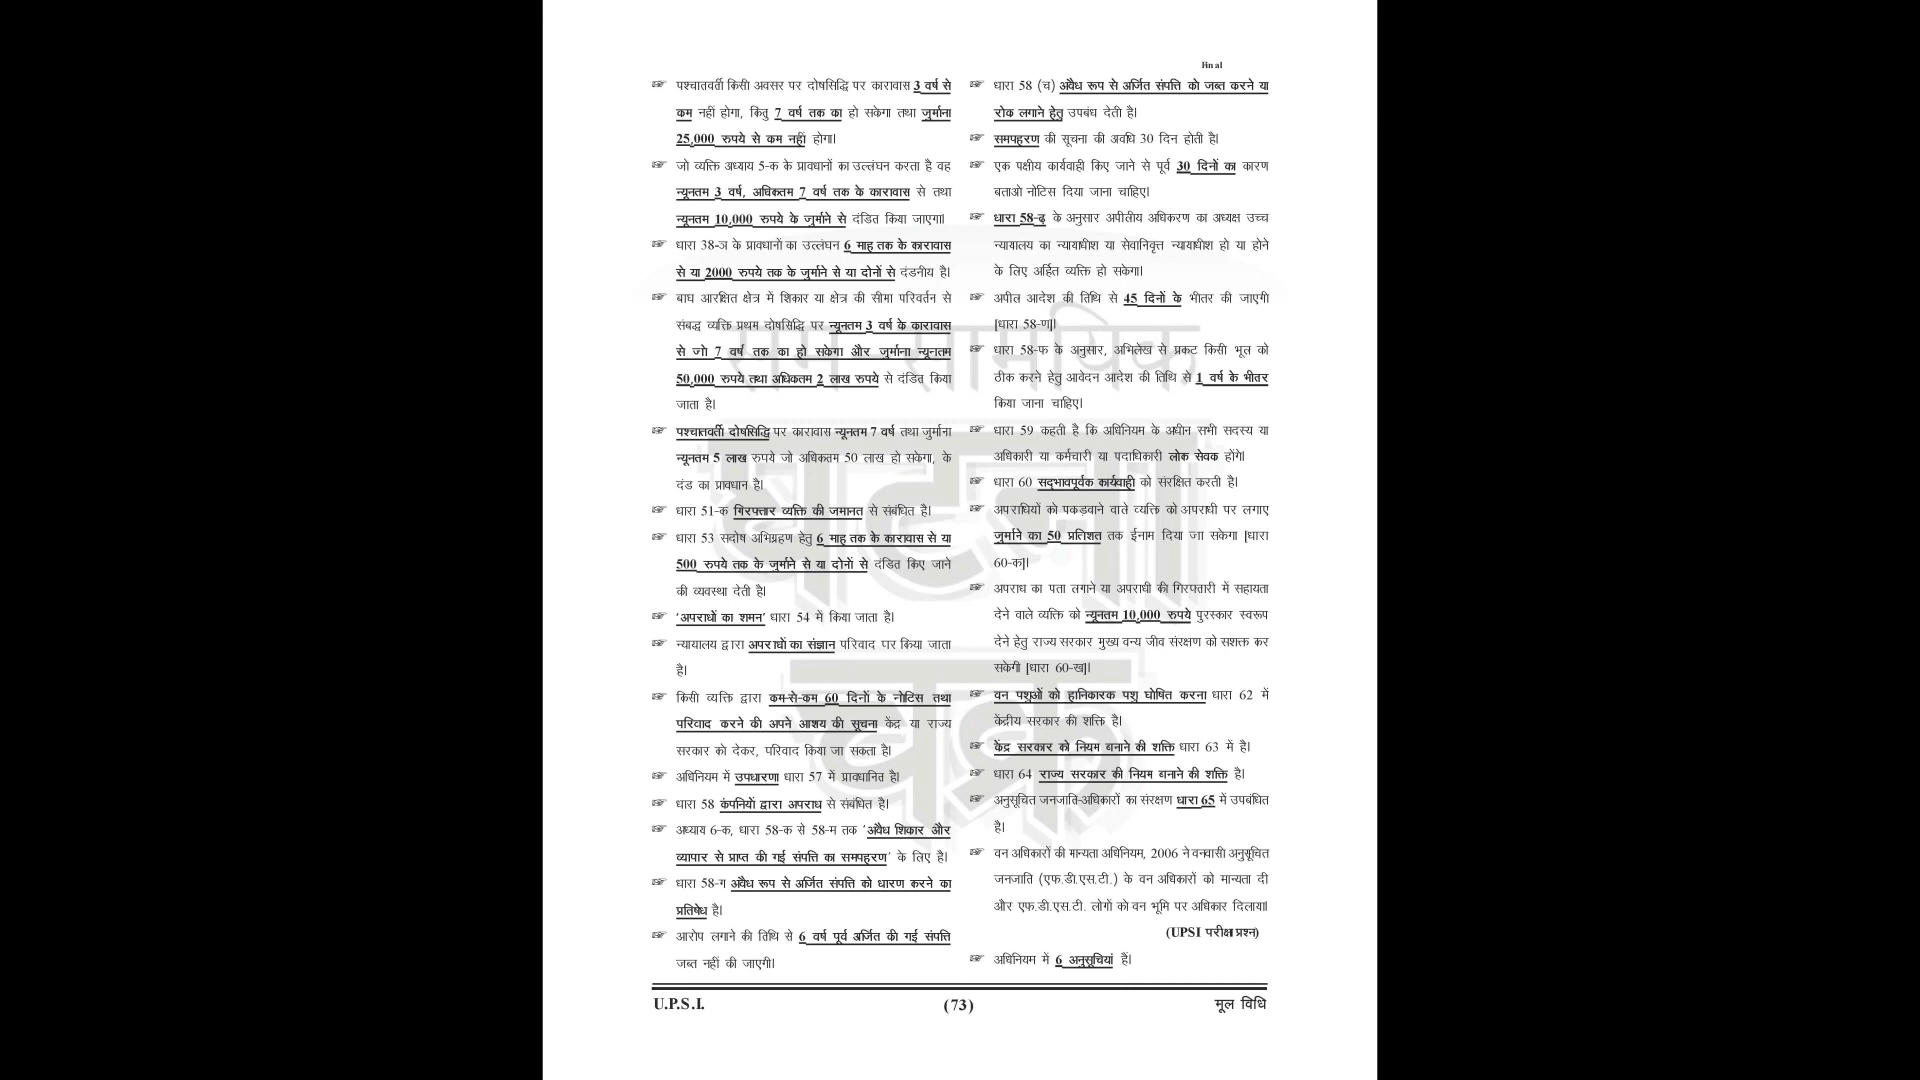 Final
☞ पश्चातवर्ती किसी अवसर पर दोषसिद्धि पर कारावास 3 वर्ष से
कम नहीं होगा, किंतु 7 वर्ष तक का हो सकेगा तथा जुर्माना
25,000 रुपये से कम नहीं होगा।
☞ जो व्यक्ति अध्याय 5-क के प्रावधानों का उल्लंघन करता है वह
न्यूनतम 3 वर्ष, अधिकतम 7 वर्ष तक के कारावास से तथा
न्यूनतम 10,000 रुपये के जुर्माने से दंडित किया जाएगा।
☞ धारा 38-ञ के प्रावधानों का उल्लंघन 6 माह तक के कारावास
से या 2000 रुपये तक के जुर्माने से या दोनों से दंडनीय है।
☞ बाघ आरक्षित क्षेत्र में शिकार या क्षेत्र की सीमा परिवर्तन से
संबद्ध व्यक्ति प्रथम दोषसिद्धि पर न्यूनतम 3 वर्ष के कारावास
से जो 7 वर्ष तक का हो सकेगा और जुर्माना न्यूनतम
50,000 रुपये तथा अधिकतम 2 लाख रुपये से दंडित किया
जाता है।
☞ पश्चातवर्ती दोषसिद्धि पर कारावास न्यूनतम 7 वर्ष तथा जुर्माना
न्यूनतम 5 लाख रुपये जो अधिकतम 50 लाख हो सकेगा, के
दंड का प्रावधान है।
☞ धारा 51-क गिरफ्तार व्यक्ति की जमानत से संबंधित है।
☞ धारा 53 सदोष अभिग्रहण हेतु 6 माह तक के कारावास से या
500 रुपये तक के जुर्माने से या दोनों से दंडित किए जाने
की व्यवस्था देती है।
☞ ‘अपराधों का शमन’ धारा 54 में किया जाता है।
☞ न्यायालय द्वारा अपराधों का संज्ञान परिवाद पर किया जाता
है।
☞ किसी व्यक्ति द्वारा कम-से-कम 60 दिनों के नोटिस तथा
परिवाद करने की अपने आशय की सूचना केंद्र या राज्य
सरकार को देकर, परिवाद किया जा सकता है।
☞ अधिनियम में उपधारणा धारा 57 में प्रावधानित है।
☞ धारा 58 कंपनियों द्वारा अपराध से संबंधित है।
☞ अध्याय 6-क, धारा 58-क से 58-म तक ‘अवैध शिकार और
व्यापार से प्राप्त की गई संपत्ति का समपहरण’ के लिए है।
☞ धारा 58-ग अवैध रूप से अर्जित संपत्ति को धारण करने का
प्रतिषेध है।
☞ आरोप लगाने की तिथि से 6 वर्ष पूर्व अर्जित की गई संपत्ति
जब्त नहीं की जाएगी।
☞ धारा 58 (च) अवैध रूप से अर्जित संपत्ति को जब्त करने या
रोक लगाने हेतु उपबंध देती है।
☞ समपहरण की सूचना की अवधि 30 दिन होती है।
☞ एक पक्षीय कार्यवाही किए जाने से पूर्व 30 दिनों का कारण
बताओ नोटिस दिया जाना चाहिए।
☞ धारा 58-ढ़ के अनुसार अपीलीय अधिकरण का अध्यक्ष उच्च
न्यायालय का न्यायाधीश या सेवानिवृत्त न्यायाधीश हो या होने
के लिए अर्हित व्यक्ति हो सकेगा।
☞ अपील आदेश की तिथि से 45 दिनों के भीतर की जाएगी
[धारा 58-ण]।
☞ धारा 58-फ के अनुसार, अभिलेख से प्रकट किसी भूल को
ठीक करने हेतु आवेदन आदेश की तिथि से 1 वर्ष के भीतर
किया जाना चाहिए।
☞ धारा 59 कहती है कि अधिनियम के अधीन सभी सदस्य या
अधिकारी या कर्मचारी या पदाधिकारी लोक सेवक होंगे।
☞ धारा 60 सद्भावपूर्वक कार्यवाही को संरक्षित करती है।
☞ अपराधियों को पकड़वाने वाले व्यक्ति को अपराधी पर लगाए
जुर्माने का 50 प्रतिशत तक ईनाम दिया जा सकेगा [धारा
60-क]।
☞ अपराध का पता लगाने या अपराधी की गिरफ्तारी में सहायता
देने वाले व्यक्ति को न्यूनतम 10,000 रुपये पुरस्कार स्वरूप
देने हेतु राज्य सरकार मुख्य वन्य जीव संरक्षण को सशक्त कर
सकेगी [धारा 60-ख]।
☞ वन पशुओं को हानिकारक पशु घोषित करना धारा 62 में
केंद्रीय सरकार की शक्ति है।
☞ केंद्र सरकार को नियम बनाने की शक्ति धारा 63 में है।
☞ धारा 64 राज्य सरकार की नियम बनाने की शक्ति है।
☞ अनुसूचित जनजाति-अधिकारों का संरक्षण धारा 65 में उपबंधित
है।
☞ वन अधिकारों की मान्यता अधिनियम, 2006 ने वनवासी अनुसूचित
जनजाति (एफ.डी.एस.टी.) के वन अधिकारों को मान्यता दी
और एफ.डी.एस.टी. लोगों को वन भूमि पर अधिकार दिलाया।
(UPSI परीक्षा प्रश्न)
☞ अधिनियम में 6 अनुसूचियां हैं।
U.P.S.I.
(73)
मूल विधि
सम सामयिक
घटना
चक्र